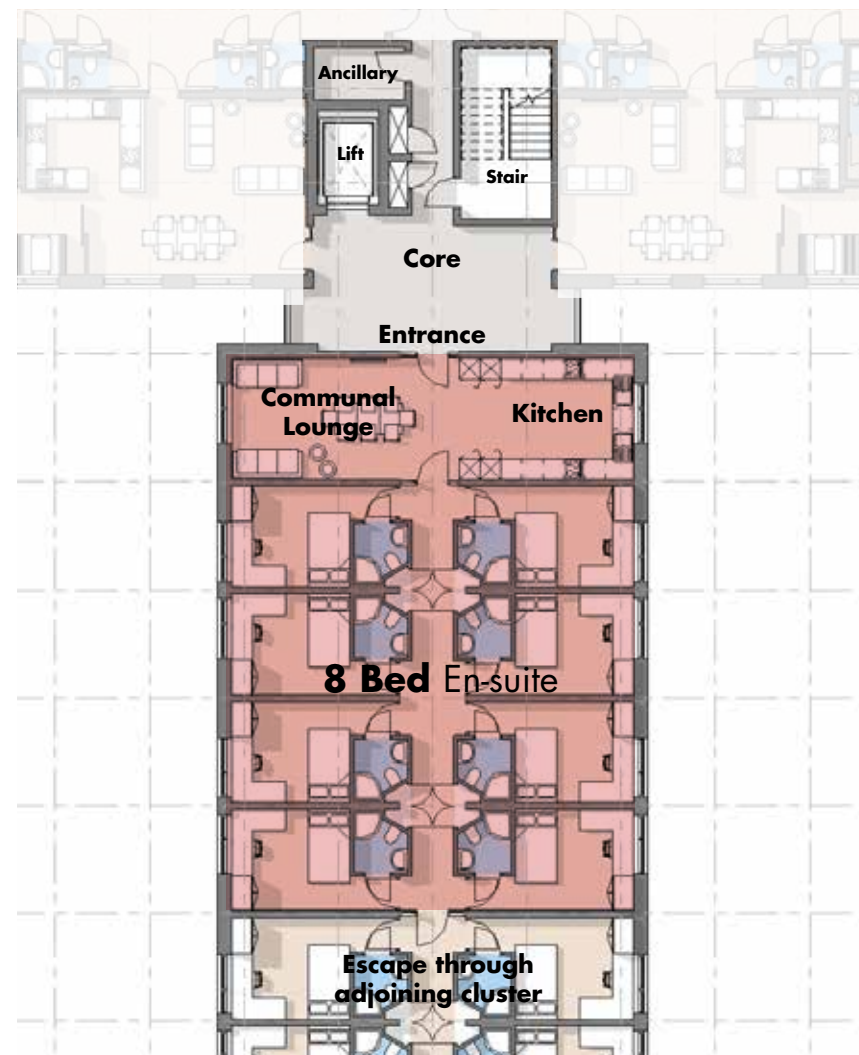 Ancillary
Lift
Stair
Core
Entrance
Communal
Lounge
Kitchen
8 Bed En-suite
Escape through
adjoining cluster